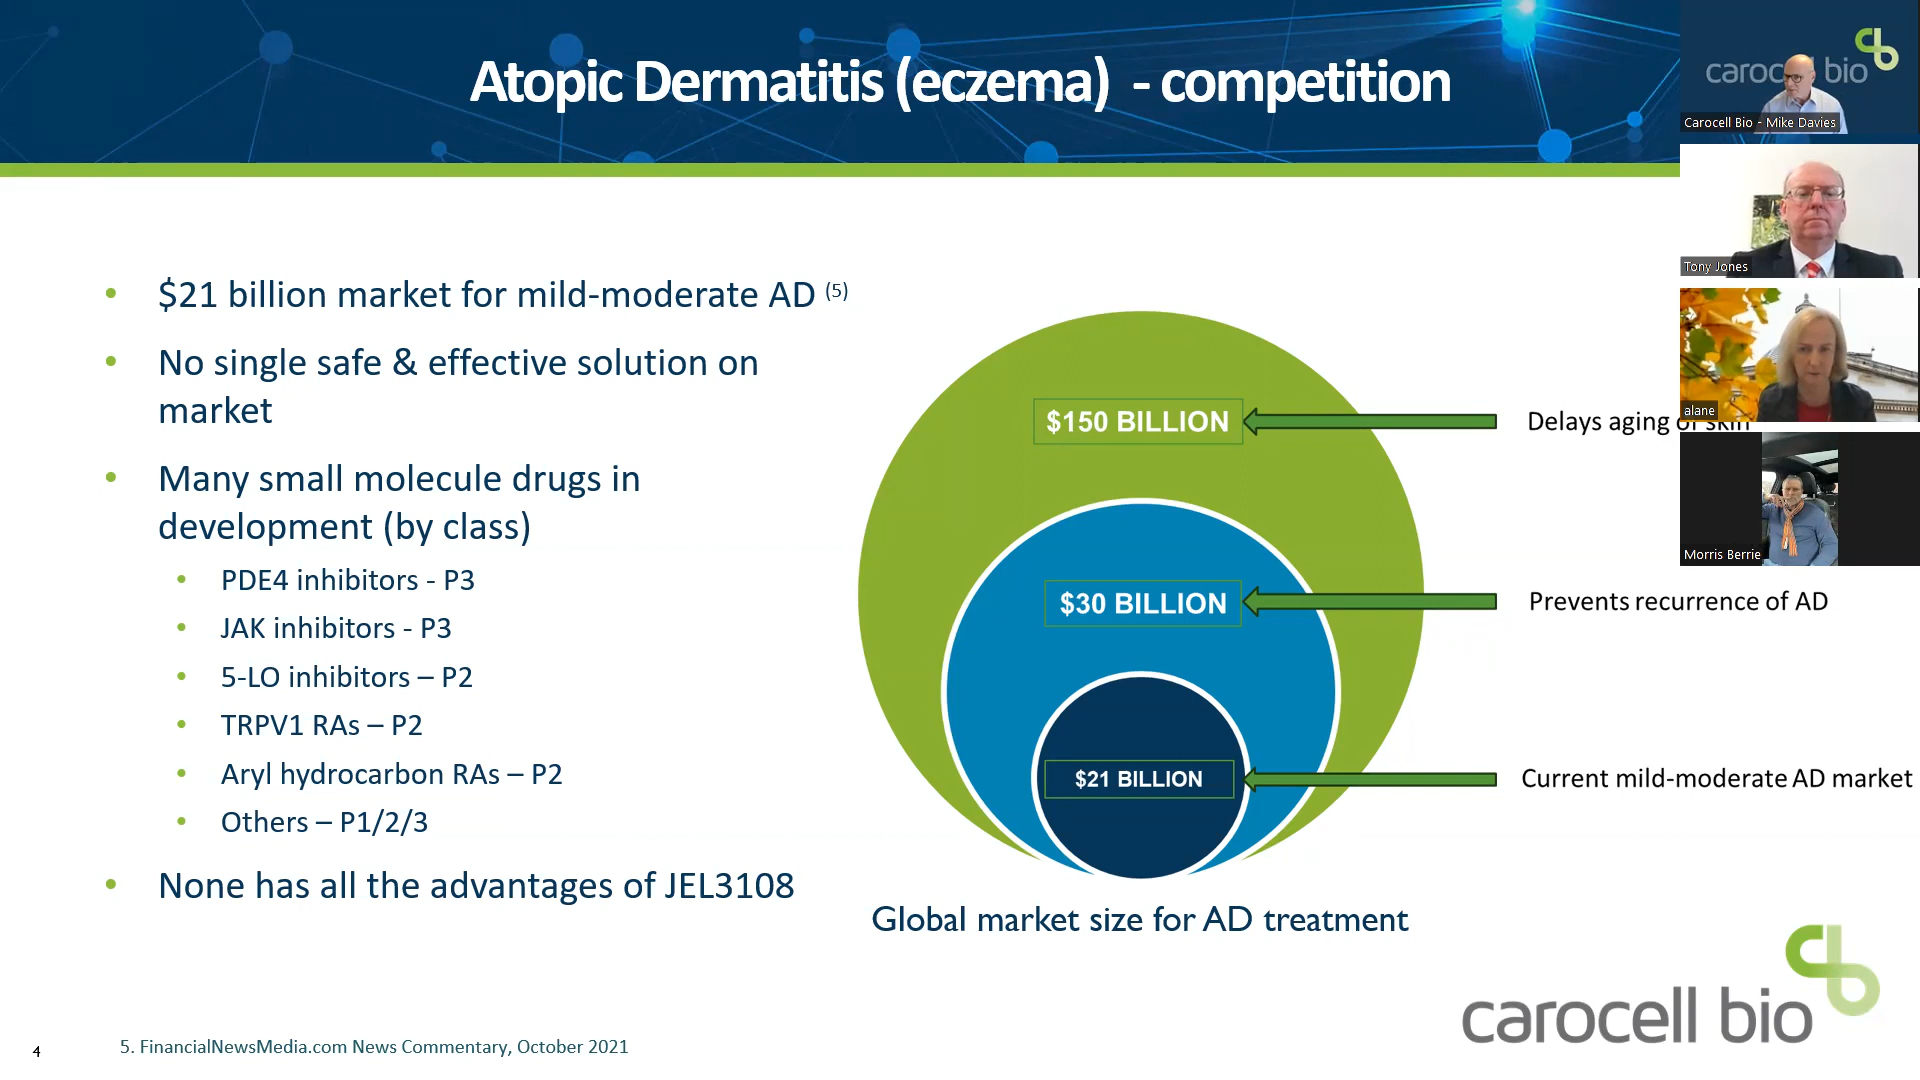 Atopic Dermatitis (eczema) - competition
• $21 billion market for mild-moderate AD (5)
• No single safe & effective solution on
market
• Many small molecule drugs in
development (by class)
• PDE4 inhibitors - P3
• JAK inhibitors - P3
• 5-LO inhibitors – P2
• TRPV1 RAs – P2
• Aryl hydrocarbon RAs – P2
• Others – P1/2/3
• None has all the advantages of JEL3108
$150 BILLION
Delays aging of skin
$30 BILLION
Prevents recurrence of AD
$21 BILLION
Current mild-moderate AD market
Global market size for AD treatment
carocell bio
4
5. FinancialNewsMedia.com News Commentary, October 2021
carocell bio
Carocell Bio - Mike Davies
Tony Jones
alane
Morris Berrie